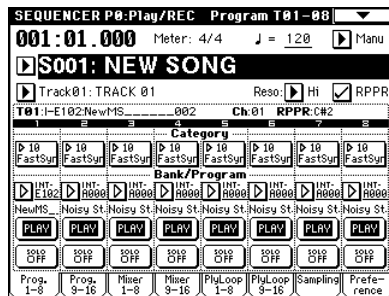 SEQUENCER P0:Play/REC Program T01-08
001:01.000 Meter: 4/4 ♩ = 120 Manu
S001: NEW SONG
Track01: TRACK 01 Reso: Hi RPPR
T01:I-E102:NewMS______002 Ch:01 RPPR:C#2
1 2 3 4 5 6 7 8
Category
10 10 10 10 10 10 10 10
FastSyn FastSyn FastSyn FastSyn FastSyn FastSyn FastSyn FastSyn
Bank/Program
INT- INT- INT- INT- INT- INT- INT- INT-
E102 A000 A000 A000 A000 A000 A000 A000
NewMS_ Noisy St Noisy St Noisy St Noisy St Noisy St Noisy St Noisy St
PLAY PLAY PLAY PLAY PLAY PLAY PLAY PLAY
SOLO SOLO SOLO SOLO SOLO SOLO SOLO SOLO
OFF OFF OFF OFF OFF OFF OFF OFF
Prog. Prog. Mixer Mixer PlyLoop PlyLoop Sampling Prefe-
1-8 9-16 1-8 9-16 1-8 9-16 rence